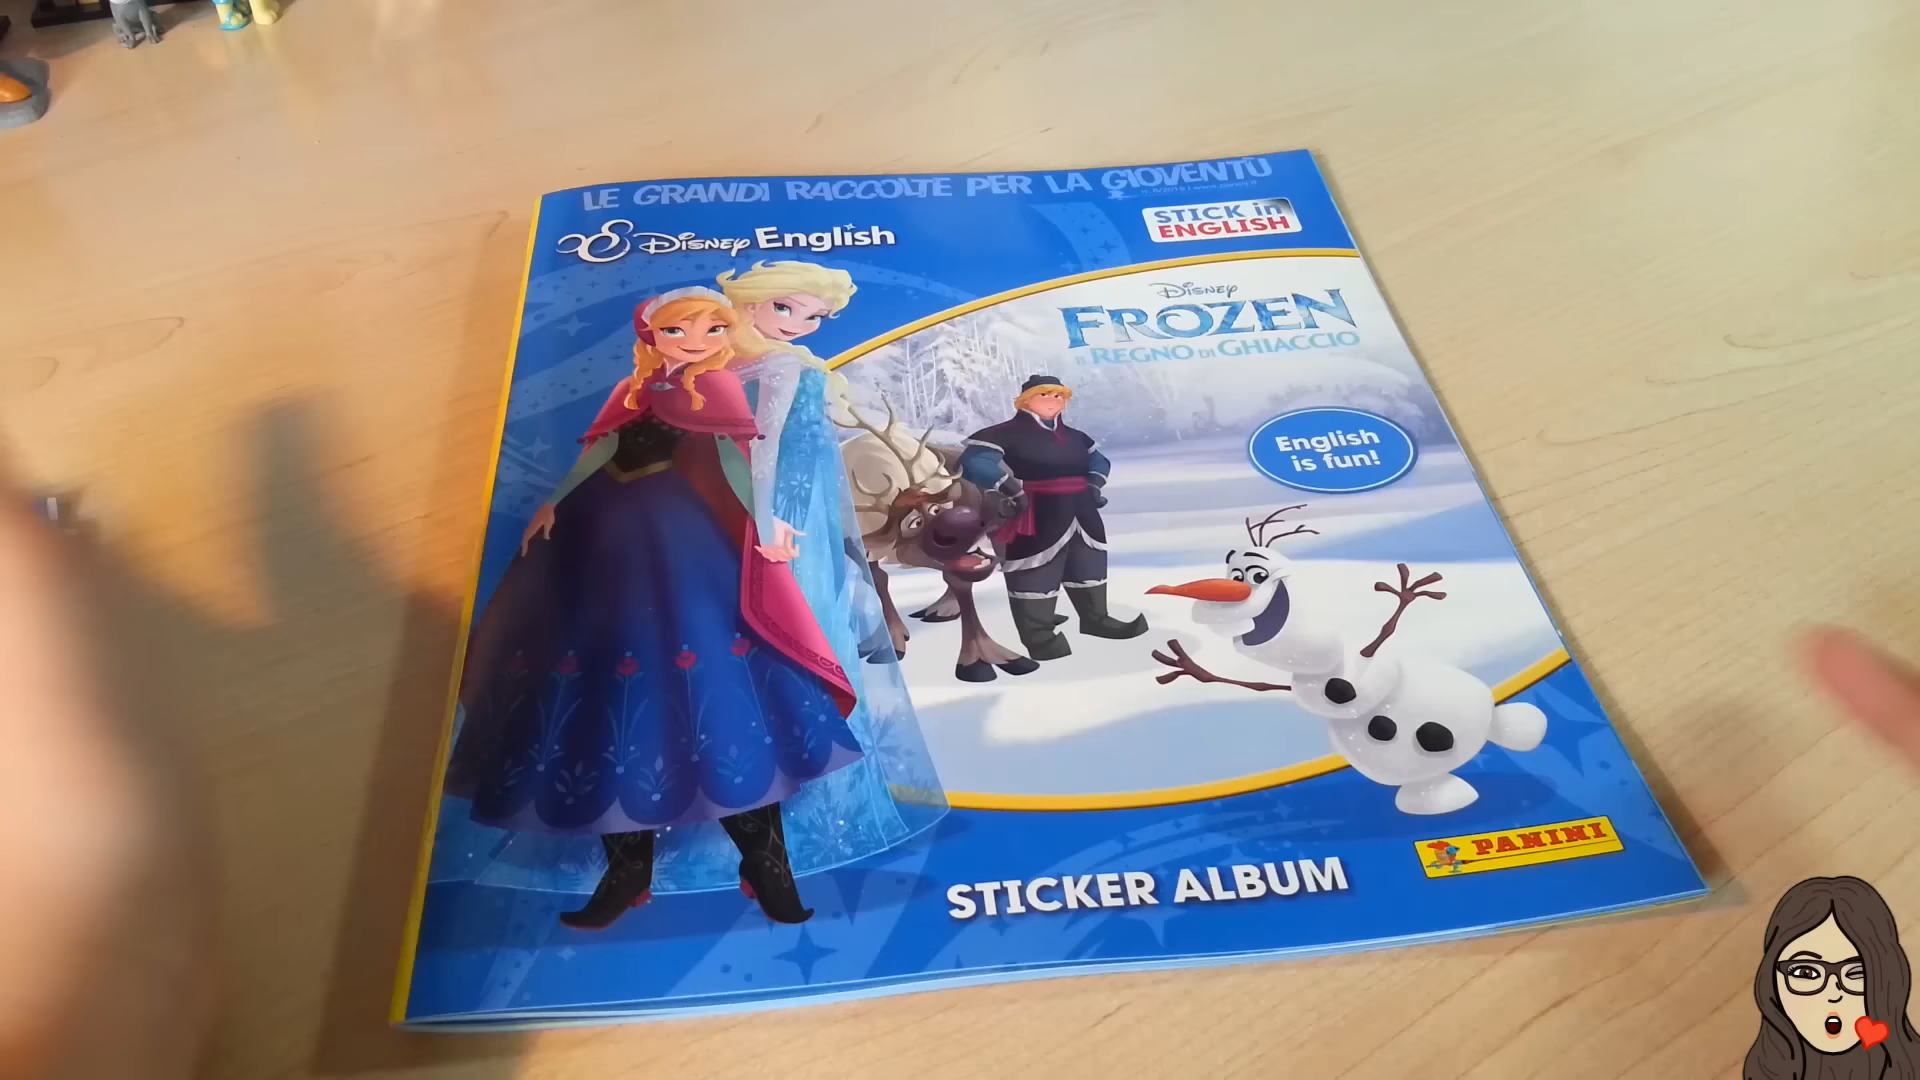 LE GRANDI RACCOLTE PER LA GIOVENTÙ
Disney English
STICK in
ENGLISH
Disney
FROZEN
IL REGNO DI GHIACCIO
English
is fun!
STICKER ALBUM
PANINI